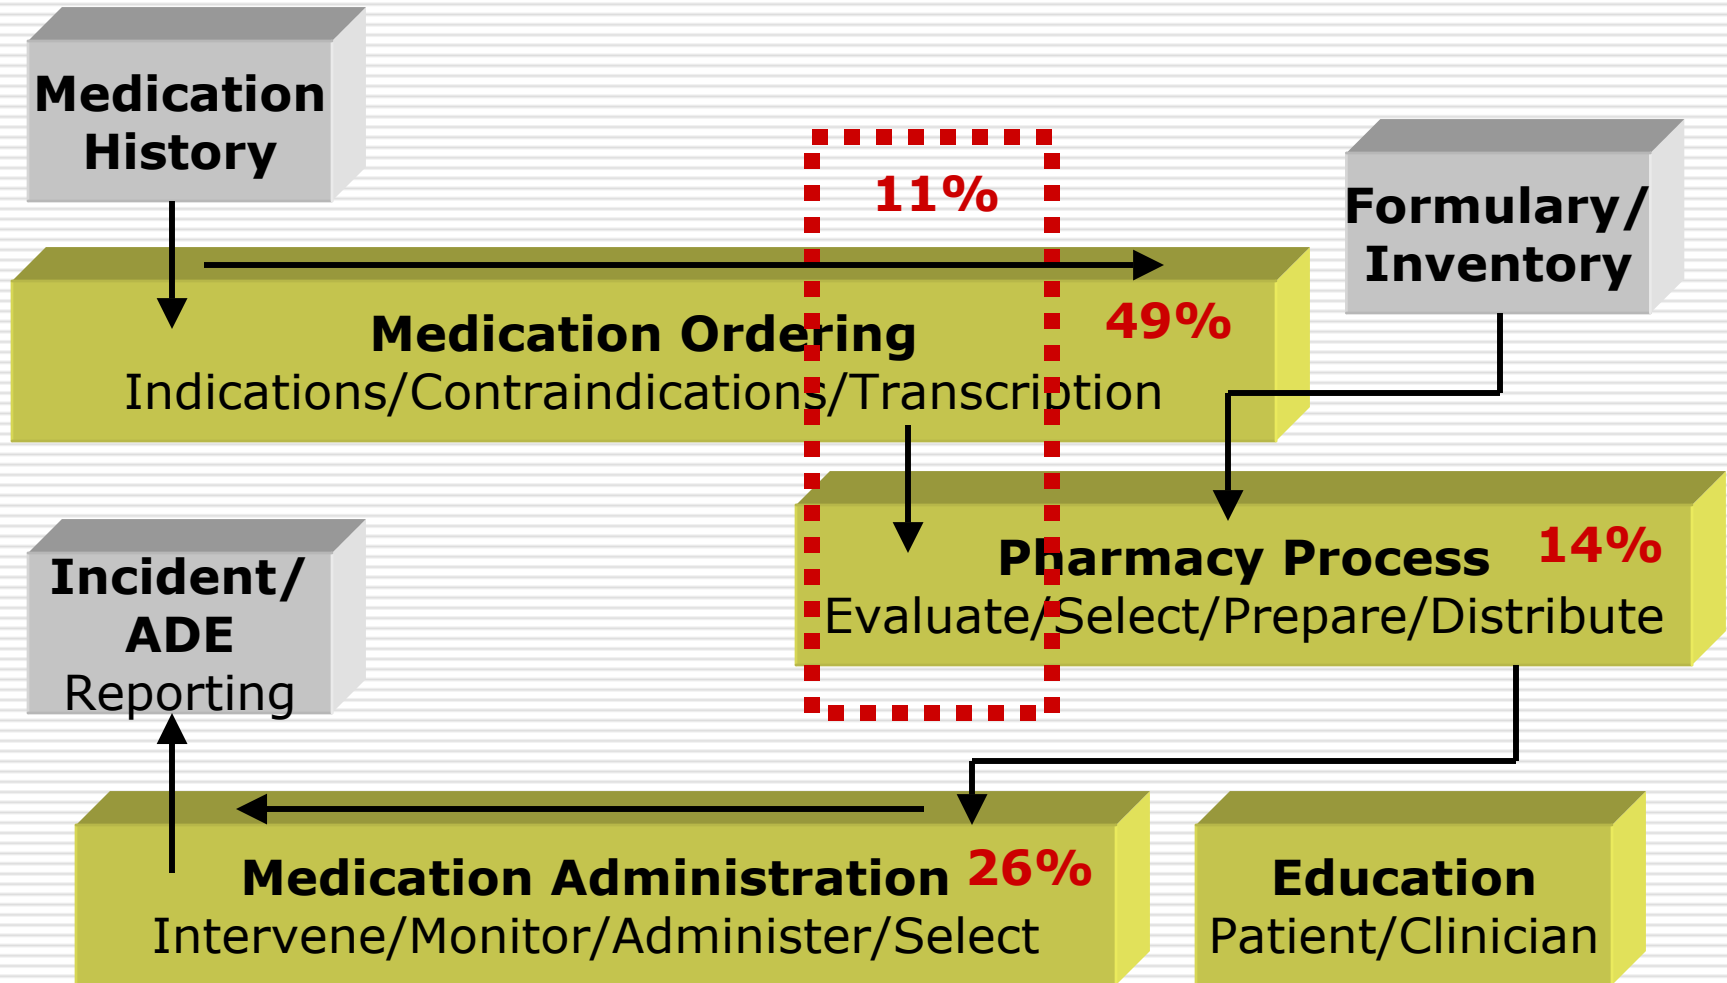 Medication
History
11%
Formulary/
Inventory
49%
Medication Ordering
Indications/Contraindications/Transcription
Incident/
ADE
Reporting
14%
Pharmacy Process
Evaluate/Select/Prepare/Distribute
Medication Administration 26%
Intervene/Monitor/Administer/Select
Education
Patient/Clinician